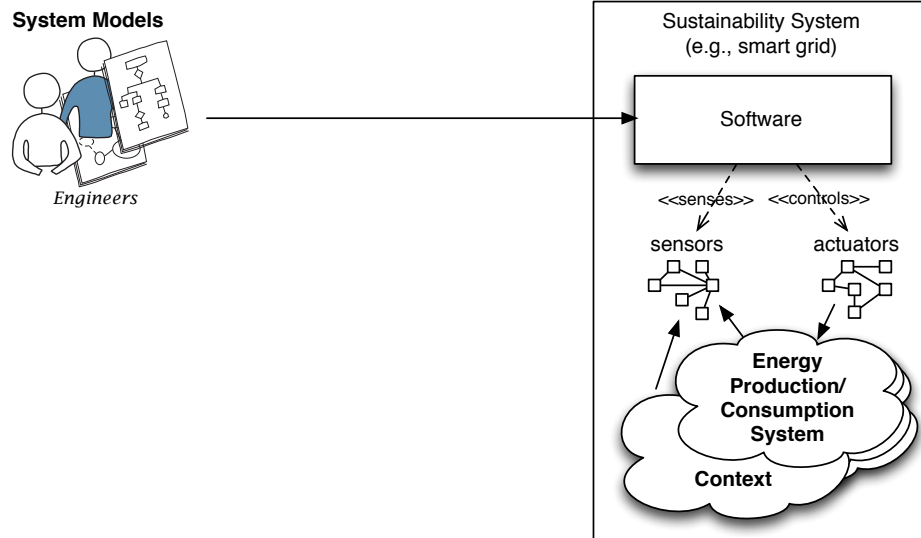 System Models
Engineers
Sustainability System
(e.g., smart grid)
Software
<<senses>>
<<controls>>
sensors
actuators
Energy
Production/
Consumption
System
Context